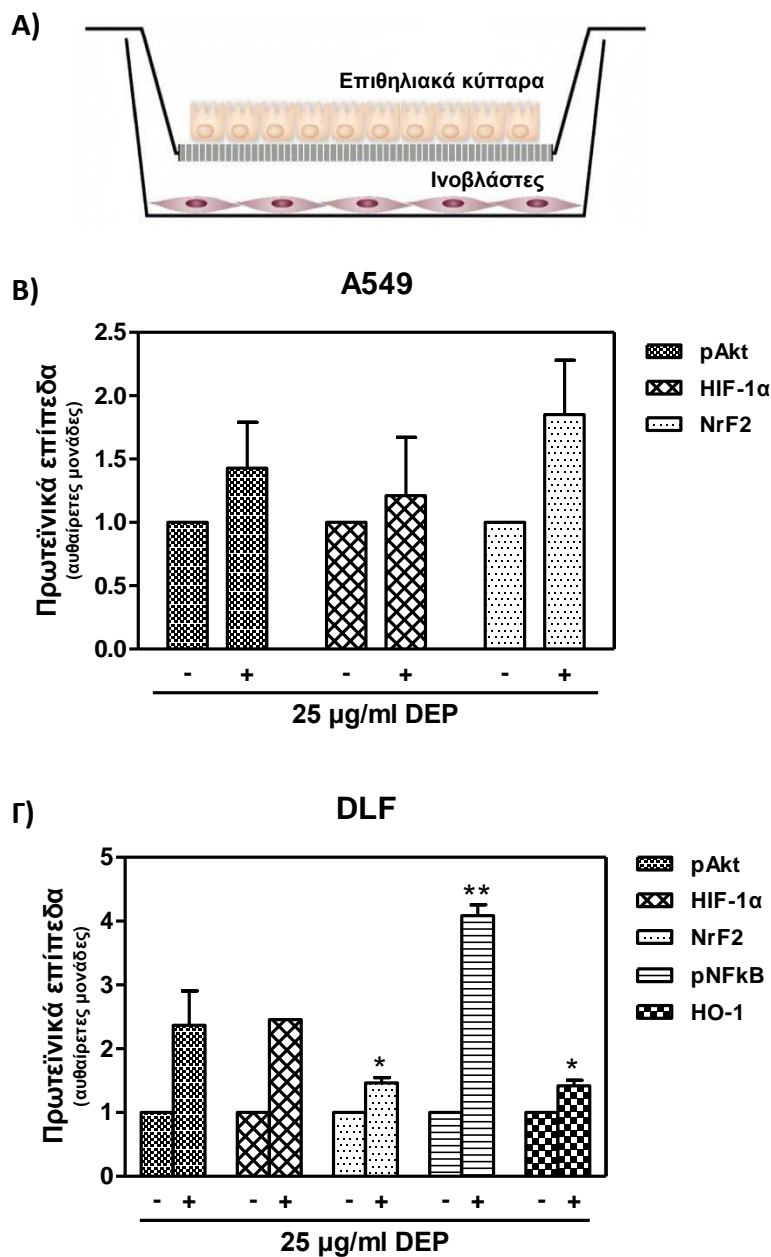 Α)
Επιθηλιακά κύτταρα
Ινοβλάστες
Β)
A549
Πρωτεϊνικά επίπεδα
(αυθαίρετες μονάδες)
2.5
2.0
1.5
1.0
0.5
0.0
pAkt
HIF-1α
NrF2
- + - + - +
25 μg/ml DEP
Γ)
DLF
Πρωτεϊνικά επίπεδα
(αυθαίρετες μονάδες)
5
4
3
2
1
0
**
*
*
pAkt
HIF-1α
NrF2
pNFkB
HO-1
- + - + - + - + - +
25 μg/ml DEP